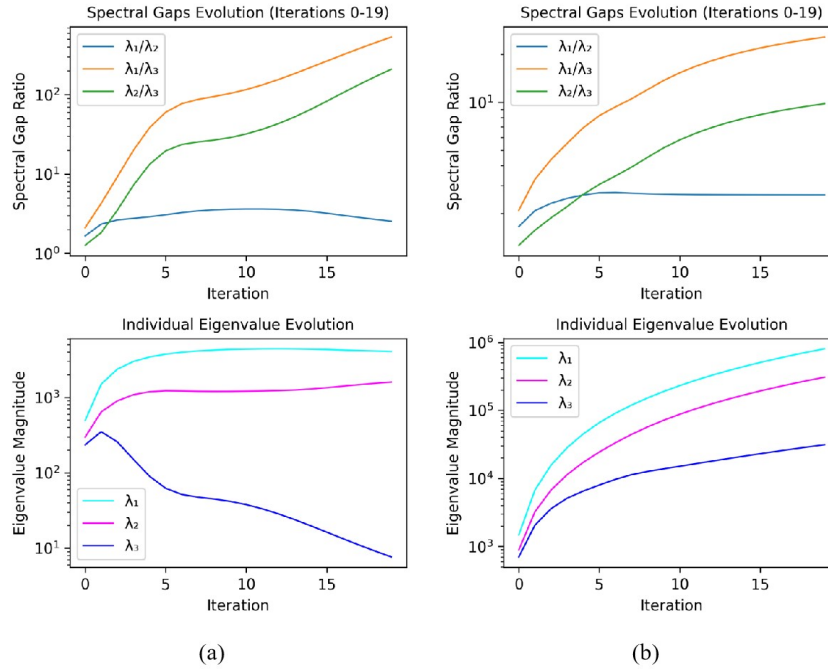 Spectral Gaps Evolution (Iterations 0-19)
Spectral Gap Ratio
10²
10¹
10⁰
λ₁/λ₂
λ₁/λ₃
λ₂/λ₃
0 5 10 15
Iteration
Spectral Gaps Evolution (Iterations 0-19)
Spectral Gap Ratio
10¹
λ₁/λ₂
λ₁/λ₃
λ₂/λ₃
0 5 10 15
Iteration
Individual Eigenvalue Evolution
Eigenvalue Magnitude
10³
10²
10¹
λ₁
λ₂
λ₃
0 5 10 15
Iteration
Individual Eigenvalue Evolution
Eigenvalue Magnitude
10⁶
10⁵
10⁴
10³
λ₁
λ₂
λ₃
0 5 10 15
Iteration
(a)
(b)